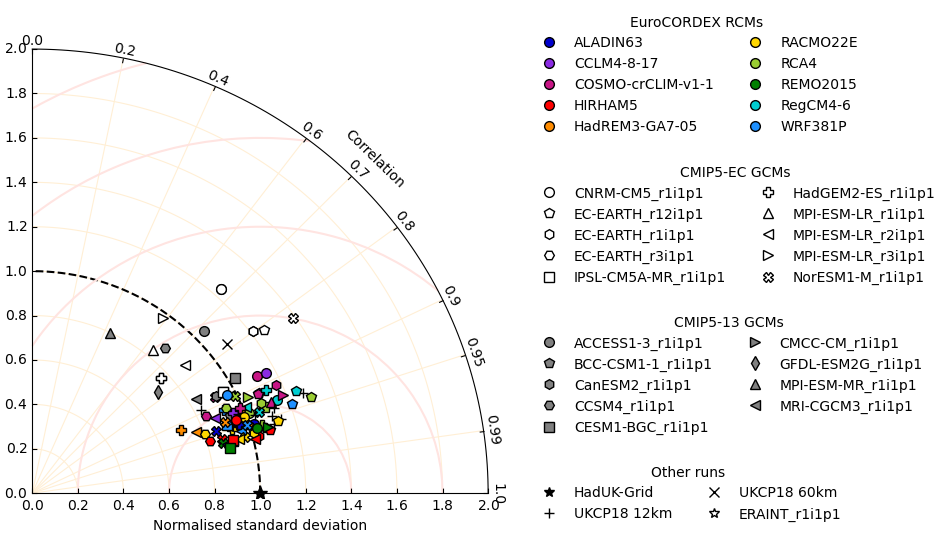 EuroCORDEX RCMs
ALADIN63
RACMO22E
CCLM4-8-17
RCA4
COSMO-crCLIM-v1-1
REMO2015
HIRHAM5
RegCM4-6
HadREM3-GA7-05
WRF381P
CMIP5-EC GCMs
CNRM-CM5_r1i1p1
HadGEM2-ES_r1i1p1
EC-EARTH_r12i1p1
MPI-ESM-LR_r1i1p1
EC-EARTH_r1i1p1
MPI-ESM-LR_r2i1p1
EC-EARTH_r3i1p1
MPI-ESM-LR_r3i1p1
IPSL-CM5A-MR_r1i1p1
NorESM1-M_r1i1p1
CMIP5-13 GCMs
ACCESS1-3_r1i1p1
CMCC-CM_r1i1p1
BCC-CSM1-1_r1i1p1
GFDL-ESM2G_r1i1p1
CanESM2_r1i1p1
MPI-ESM-MR_r1i1p1
CCSM4_r1i1p1
MRI-CGCM3_r1i1p1
CESM1-BGC_r1i1p1
Other runs
HadUK-Grid
UKCP18 60km
UKCP18 12km
ERAINT_r1i1p1
0.0
0.2
0.4
0.6
Correlation
0.7
0.8
0.9
0.95
0.99
1.0
2.0
1.8
1.6
1.4
1.2
1.0
0.8
0.6
0.4
0.2
0.0
0.0 0.2 0.4 0.6 0.8 1.0 1.2 1.4 1.6 1.8 2.0
Normalised standard deviation